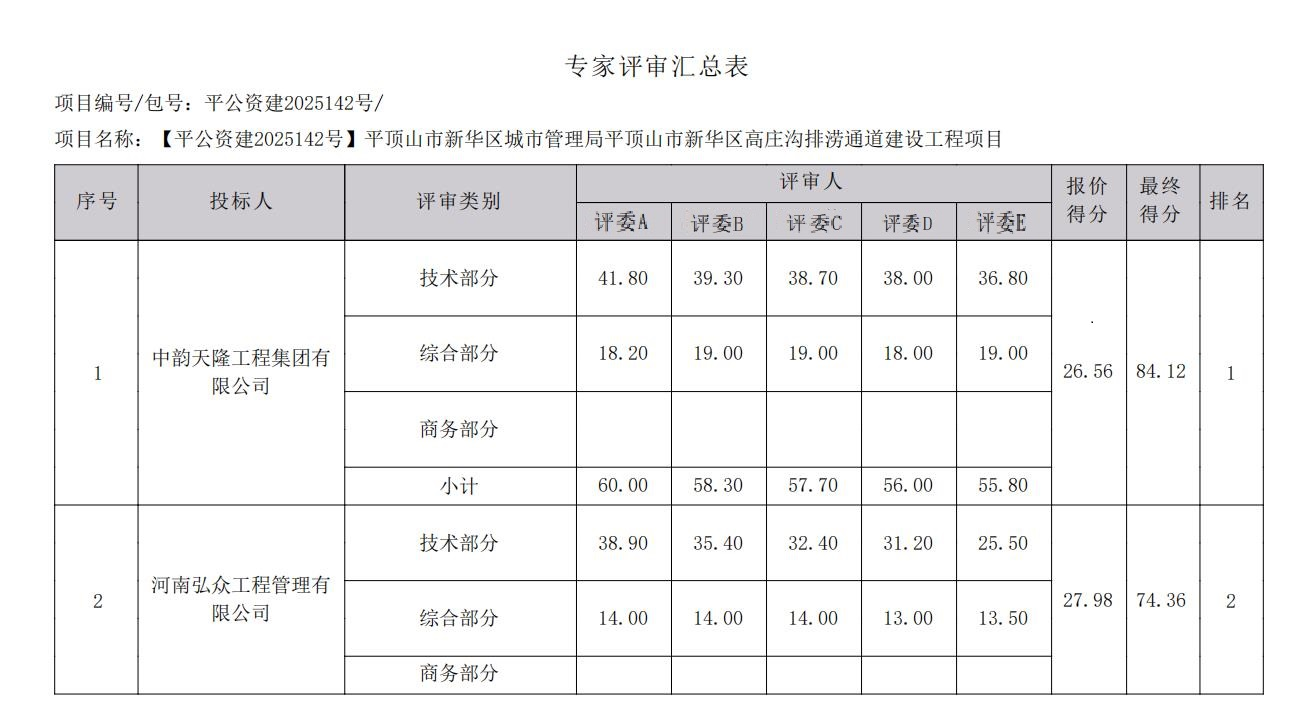 专家评审汇总表
项目编号/包号：平公资建2025142号/
项目名称：【平公资建2025142号】平顶山市新华区城市管理局平顶山市新华区高庄沟排涝通道建设工程项目
序号 投标人 评审类别 评审人 报价得分 最终得分 排名
评委A 评委B 评委C 评委D 评委E
技术部分 41.80 39.30 38.70 38.00 36.80
综合部分 18.20 19.00 19.00 18.00 19.00
1 中韵天隆工程集团有限公司 26.56 84.12 1
商务部分
小计 60.00 58.30 57.70 56.00 55.80
技术部分 38.90 35.40 32.40 31.20 25.50
2 河南弘众工程管理有限公司 27.98 74.36 2
综合部分 14.00 14.00 14.00 13.00 13.50
商务部分